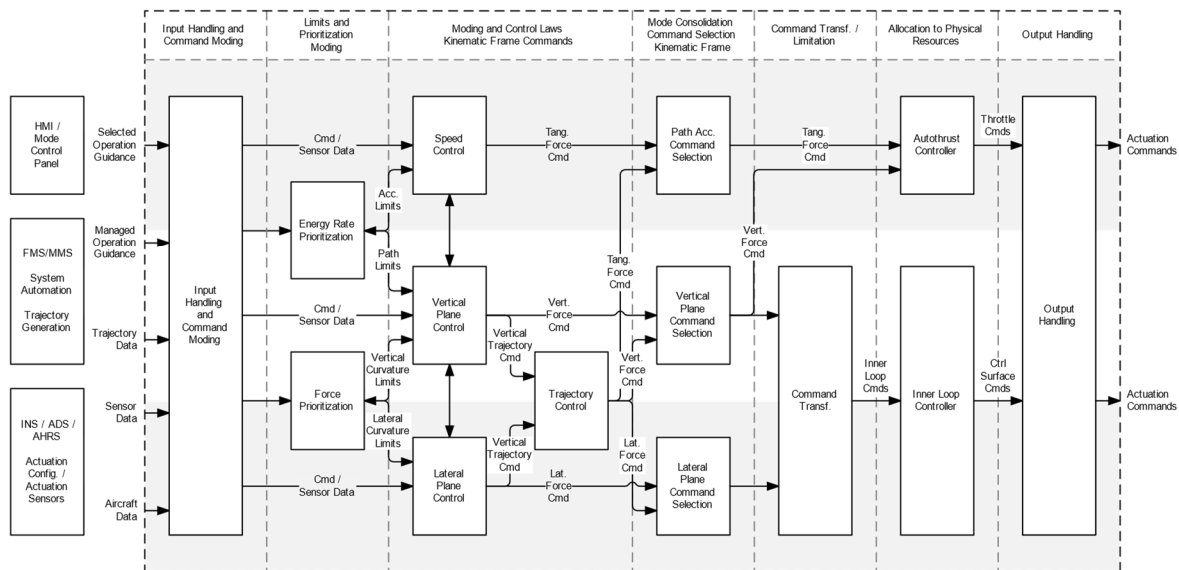 Input Handling and
Command Moding
Limits and
Prioritization
Moding
Moding and Control Laws
Kinematic Frame Commands
Mode Consolidation
Command Selection
Kinematic Frame
Command Transf. /
Limitation
Allocation to Physical
Resources
Output Handling
HMI /
Mode
Control
Panel
Selected
Operation
Guidance
Managed
Operation
Guidance
FMS/MMS
System
Automation
Trajectory
Generation
Trajectory
Data
Sensor
Data
INS / ADS /
AHRS
Actuation
Config. /
Actuation
Sensors
Aircraft
Data
Input
Handling
and
Command
Moding
Cmd /
Sensor Data
Energy Rate
Prioritization
Acc.
Limits
Path
Limits
Cmd /
Sensor Data
Force
Prioritization
Vertical
Curvature
Limits
Lateral
Curvature
Limits
Cmd /
Sensor Data
Speed
Control
Vertical
Plane
Control
Lateral
Plane
Control
Tang.
Force
Cmd
Vert.
Force
Cmd
Vertical
Trajectory
Cmd
Trajectory
Control
Vertical
Trajectory
Cmd
Lat.
Force
Cmd
Tang.
Force
Cmd
Vert.
Force
Cmd
Lat.
Force
Cmd
Path Acc.
Command
Selection
Vertical
Plane
Command
Selection
Lateral
Plane
Command
Selection
Tang.
Force
Cmd
Vert.
Force
Cmd
Command
Transf.
Inner
Loop
Cmds
Autothrust
Controller
Inner Loop
Controller
Throttle
Cmds
Ctrl
Surface
Cmds
Output
Handling
Actuation
Commands
Actuation
Commands